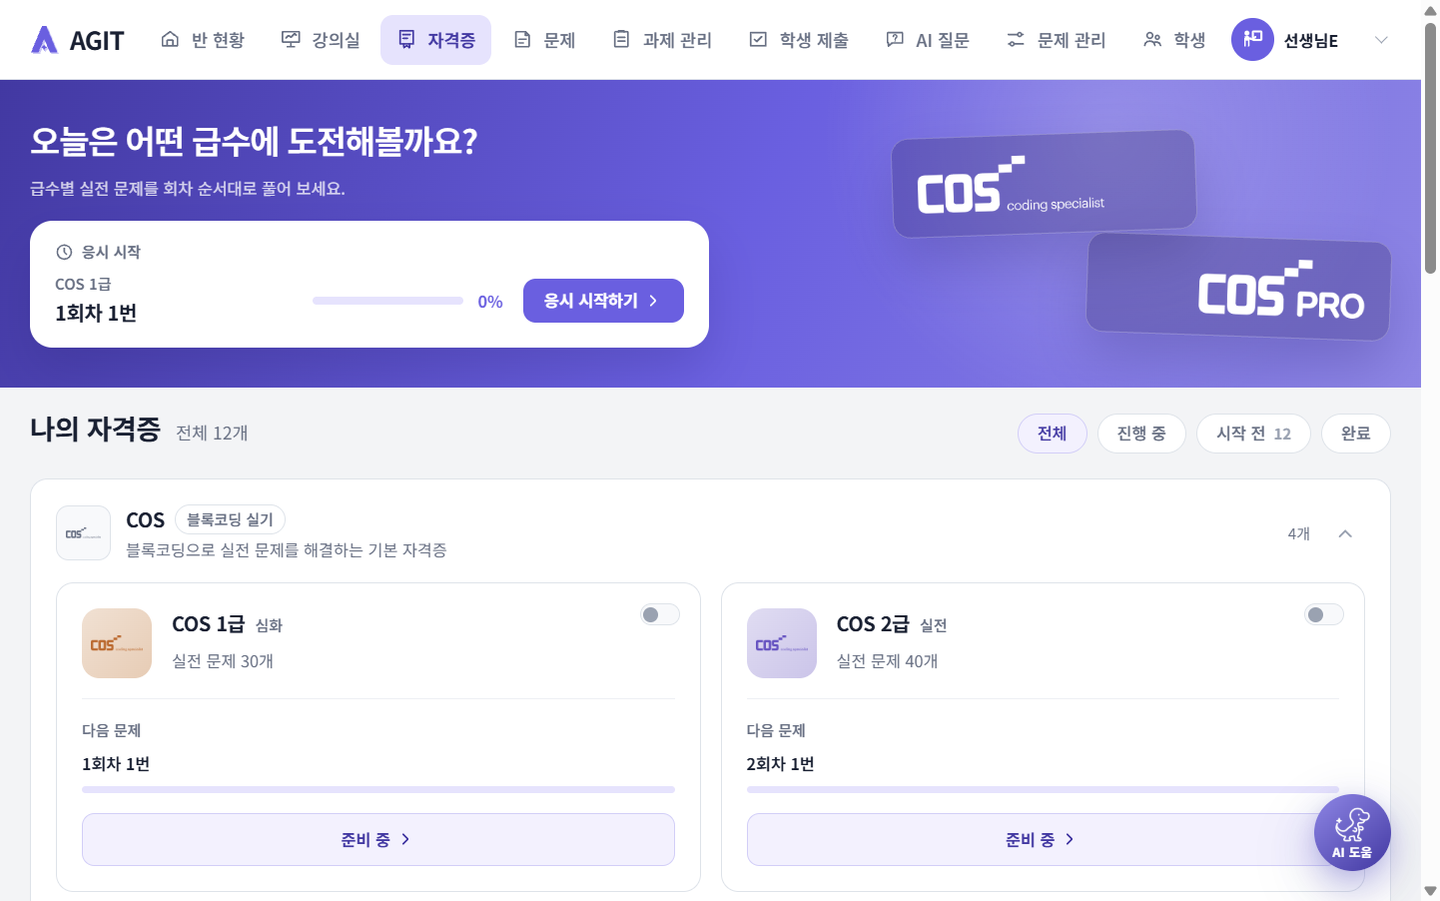 AGIT
반 현황
강의실
자격증
문제
과제 관리
학생 제출
AI 질문
문제 관리
학생
선생님E
오늘은 어떤 급수에 도전해볼까요?
급수별 실전 문제를 회차 순서대로 풀어 보세요.
응시 시작
COS 1급
1회차 1번
0%
응시 시작하기
COS coding specialist
COS PRO
나의 자격증 전체 12개
전체
진행 중
시작 전 12
완료
COS
COS 블록코딩 실기
블록코딩으로 실전 문제를 해결하는 기본 자격증
4개
COS
COS 1급 심화
실전 문제 30개
다음 문제
1회차 1번
준비 중
COS
COS 2급 실전
실전 문제 40개
다음 문제
2회차 1번
준비 중
AI 도움